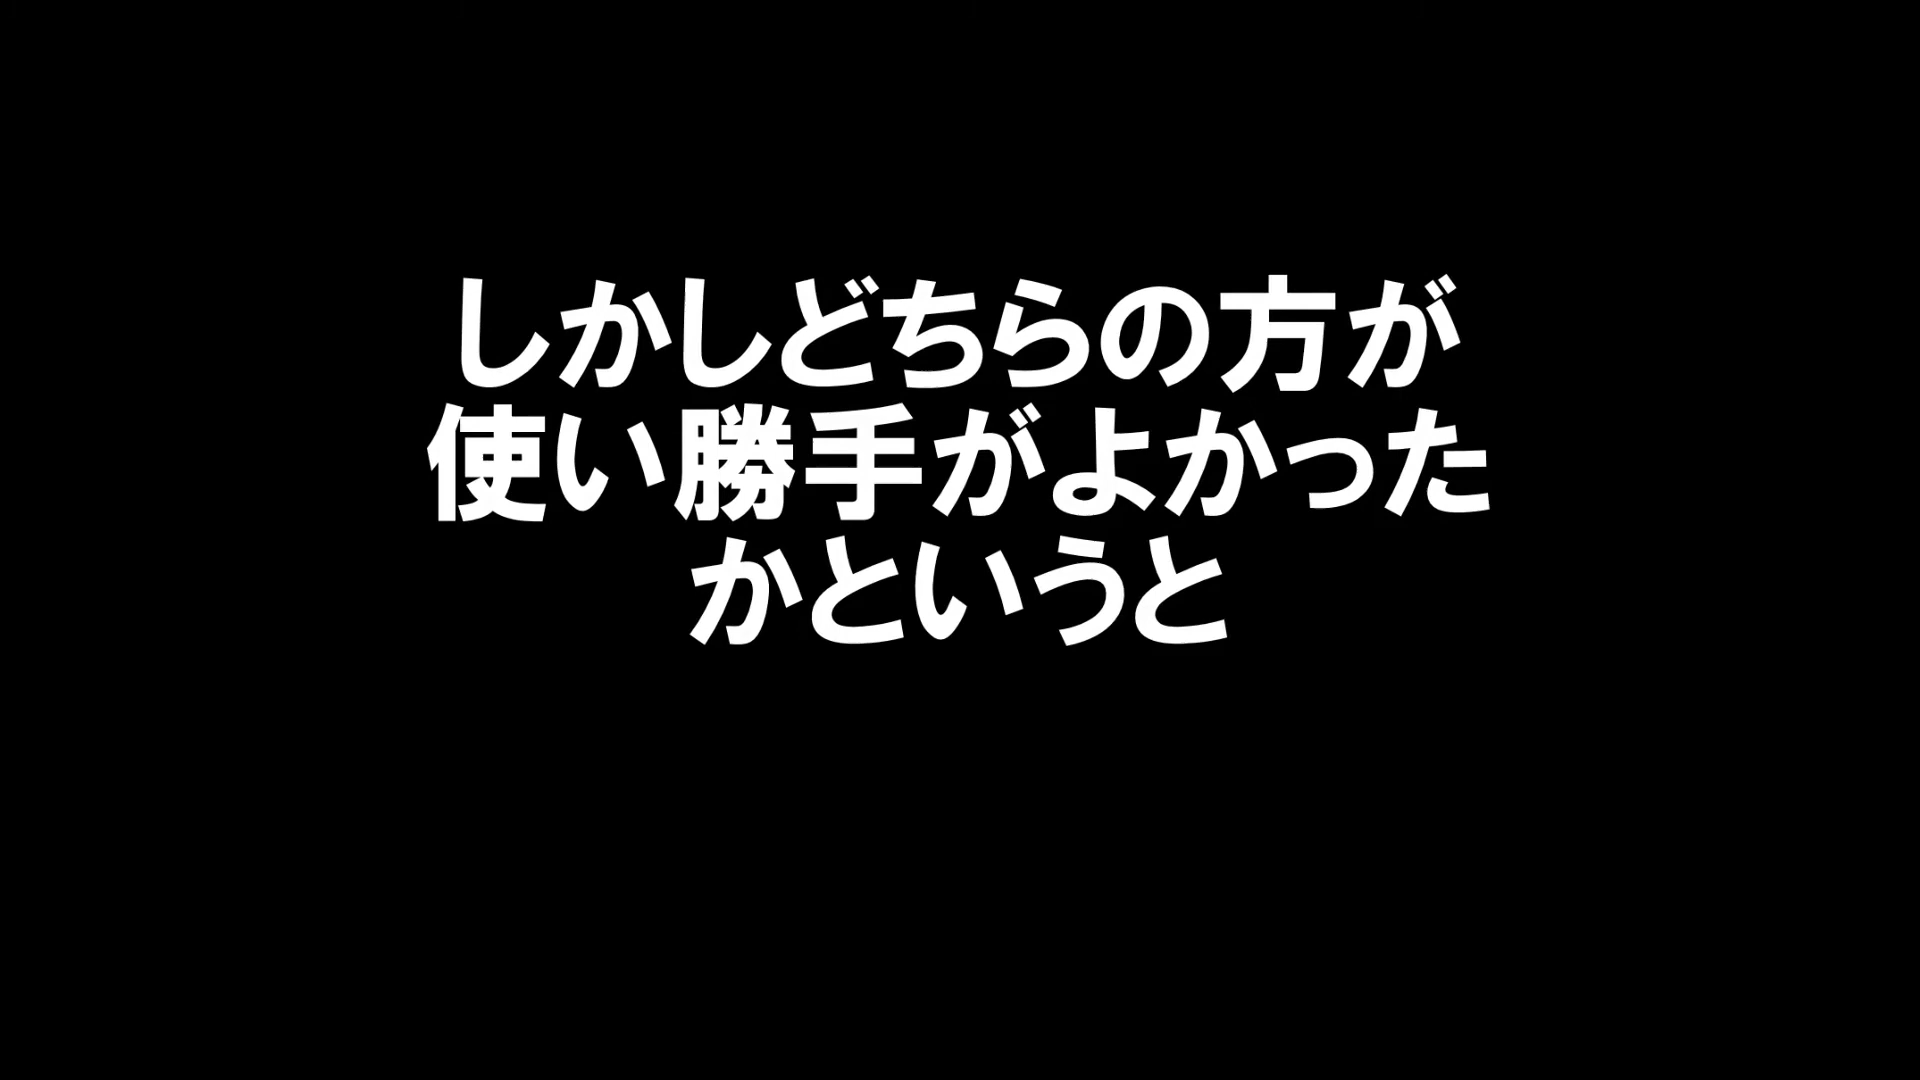 しかしどちらの方が
使い勝手がよかった
かというと